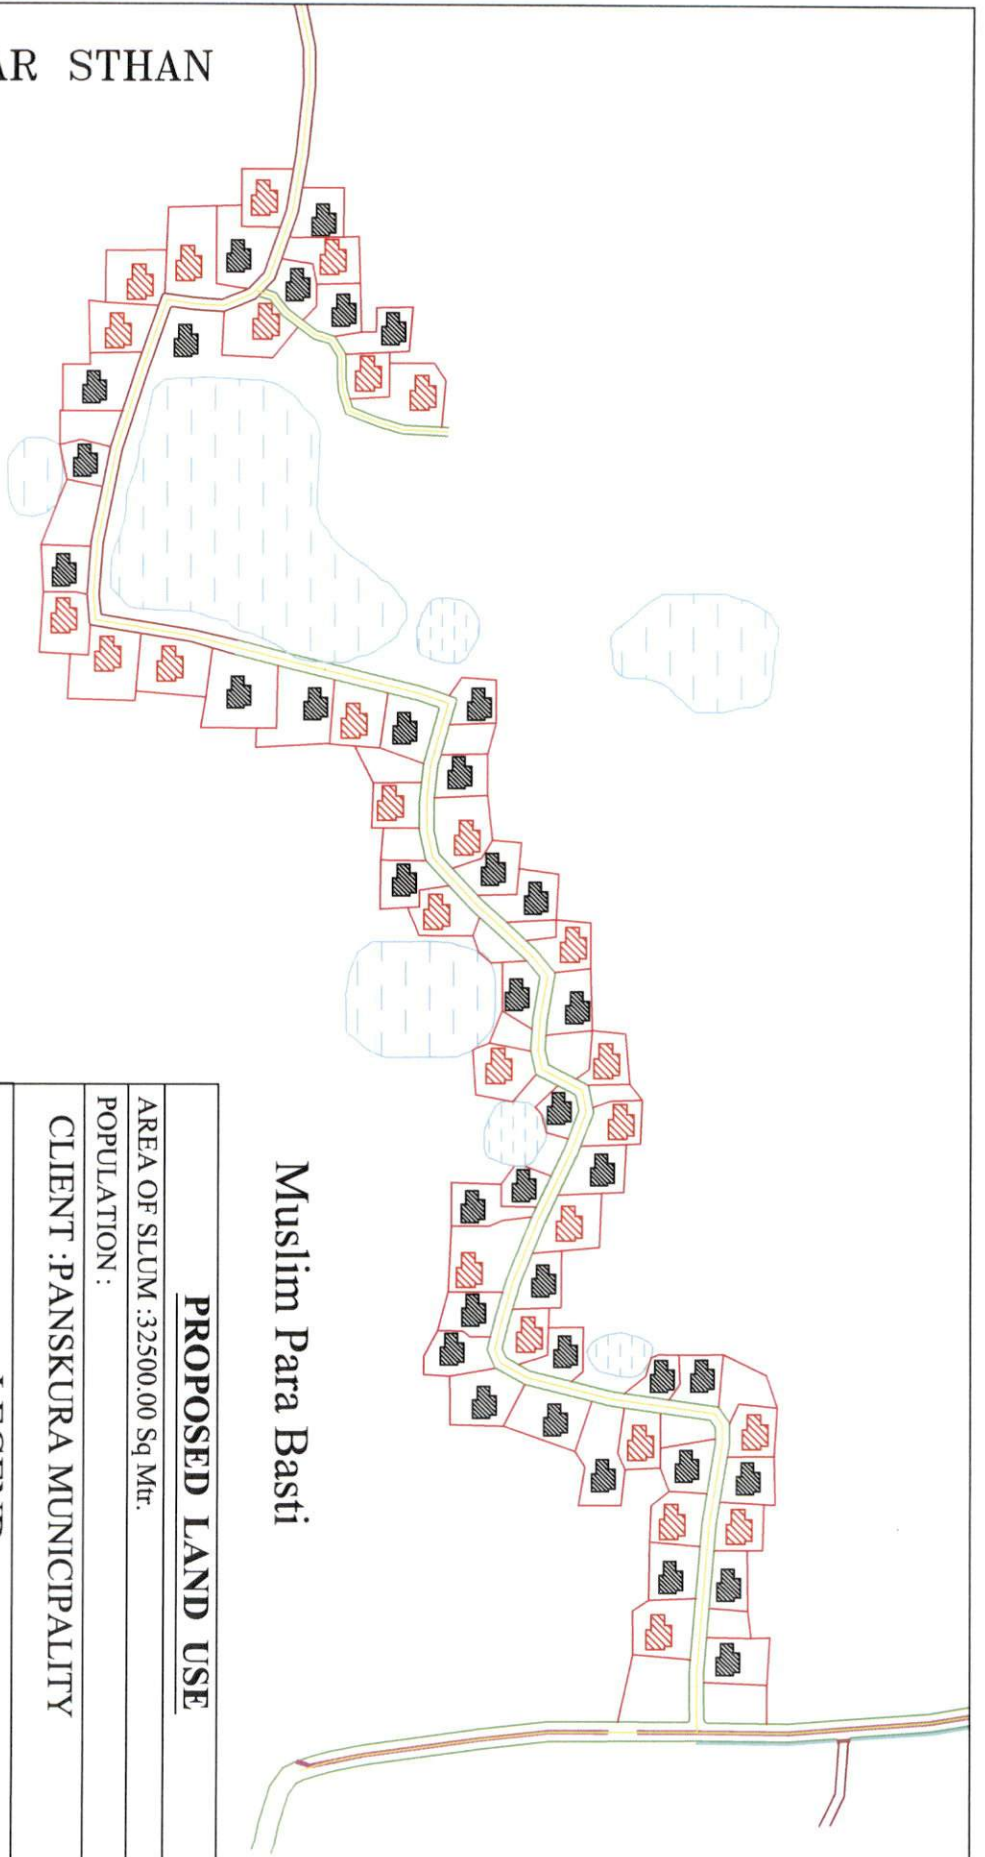 AR STHAN
Muslim Para Basti
PROPOSED LAND USE
AREA OF SLUM :32500.00 Sq Mtr.
POPULATION :
CLIENT :PANSKURA MUNICIPALITY
LEGEND